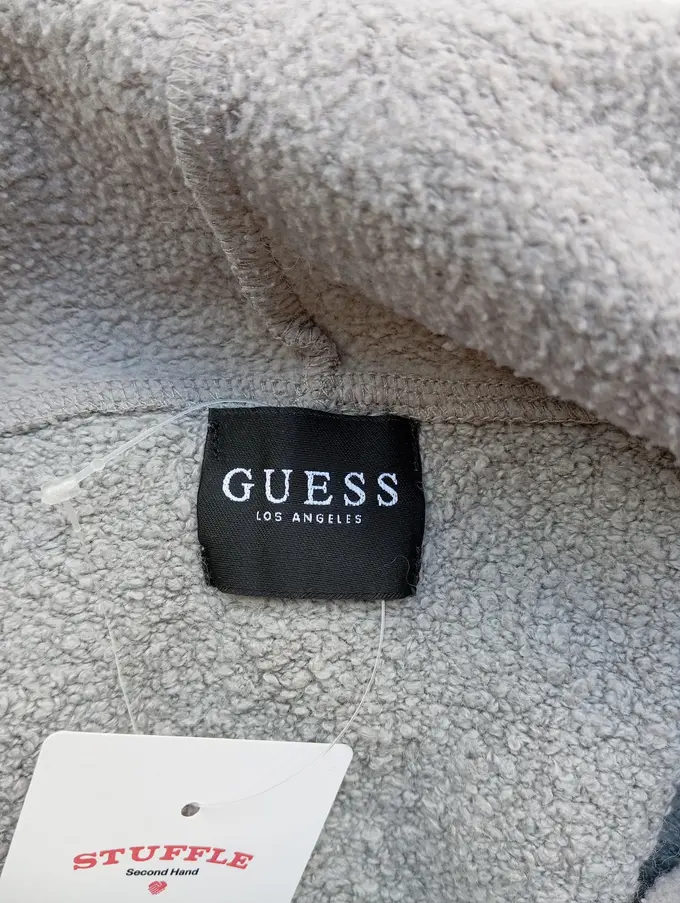 GUESS
LOS ANGELES
STUFFLE
Second Hand